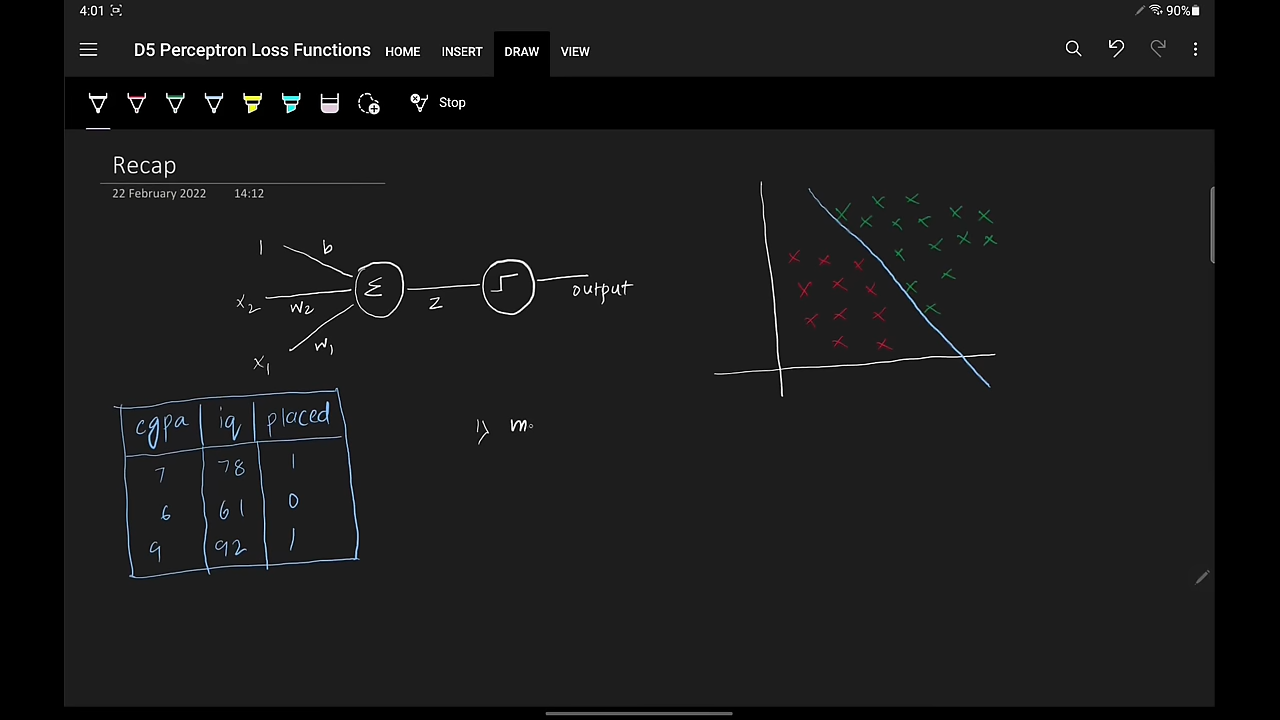 4:01 90%
D5 Perceptron Loss Functions HOME INSERT DRAW VIEW
Stop
Recap
22 February 2022 14:12
1 b
x2 w2 Σ z output
x1 w1
cgpa iq placed
7 78 1
6 61 0
9 92 1
1) m